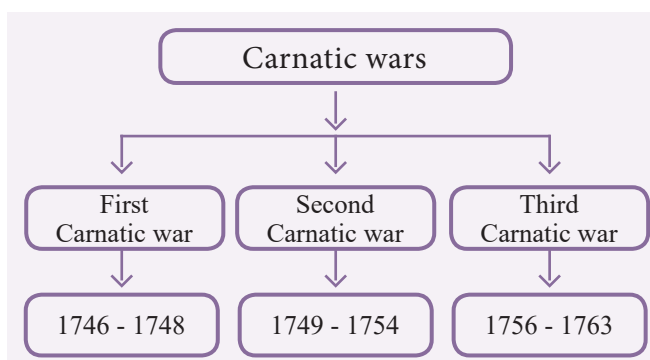 Carnatic wars
First
Carnatic war
Second
Carnatic war
Third
Carnatic war
1746 - 1748
1749 - 1754
1756 - 1763